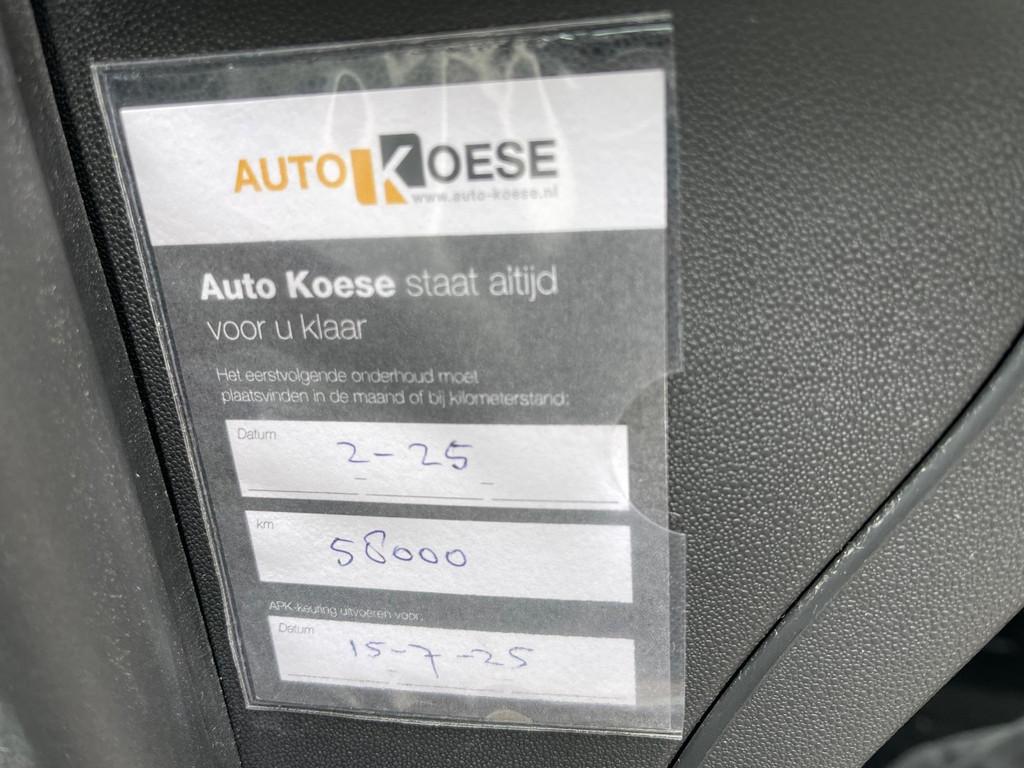 AUTO KOESE
www.auto-koese.nl
Auto Koese staat altijd
voor u klaar
Het eerstvolgende onderhoud moet
plaatsvinden in de maand of bij kilometerstand:
Datum
2-25
km
58000
APK-keuring uitvoeren voor:
Datum
15-7-25